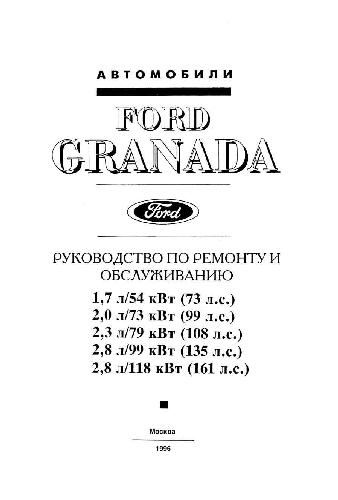 АВТОМОБИЛИ
FORD
GRANADA
Ford
РУКОВОДСТВО ПО РЕМОНТУ И
ОБСЛУЖИВАНИЮ
1,7 л/54 кВт (73 л.с.)
2,0 л/73 кВт (99 л.с.)
2,3 л/79 кВт (108 л.с.)
2,8 л/99 кВт (135 л.с.)
2,8 л/118 кВт (161 л.с.)
Москва
1996